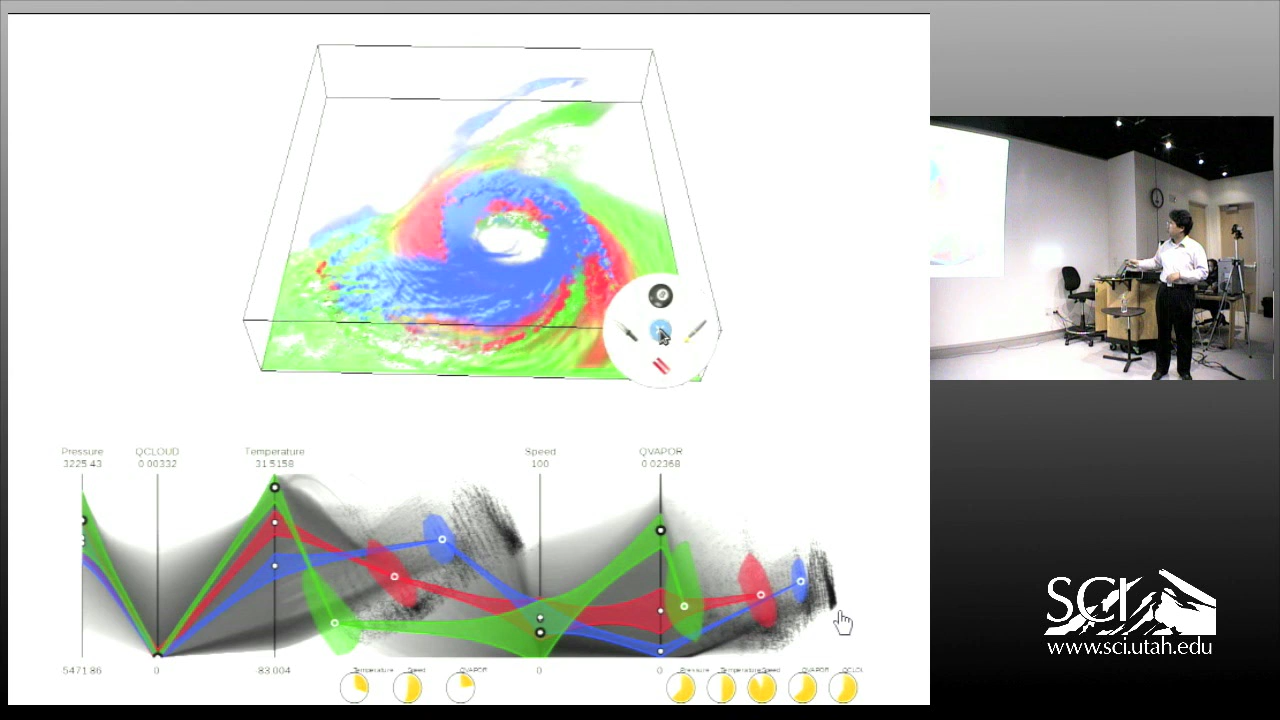 Pressure QCLOUD Temperature Speed QVAPOR
3225.43 0.00332 31.5158 100 0.02368
5471.86 0 83.004 0 0
Temperature Speed QVAPOR Pressure Temperature Speed QVAPOR
SCI
www.sci.utah.edu